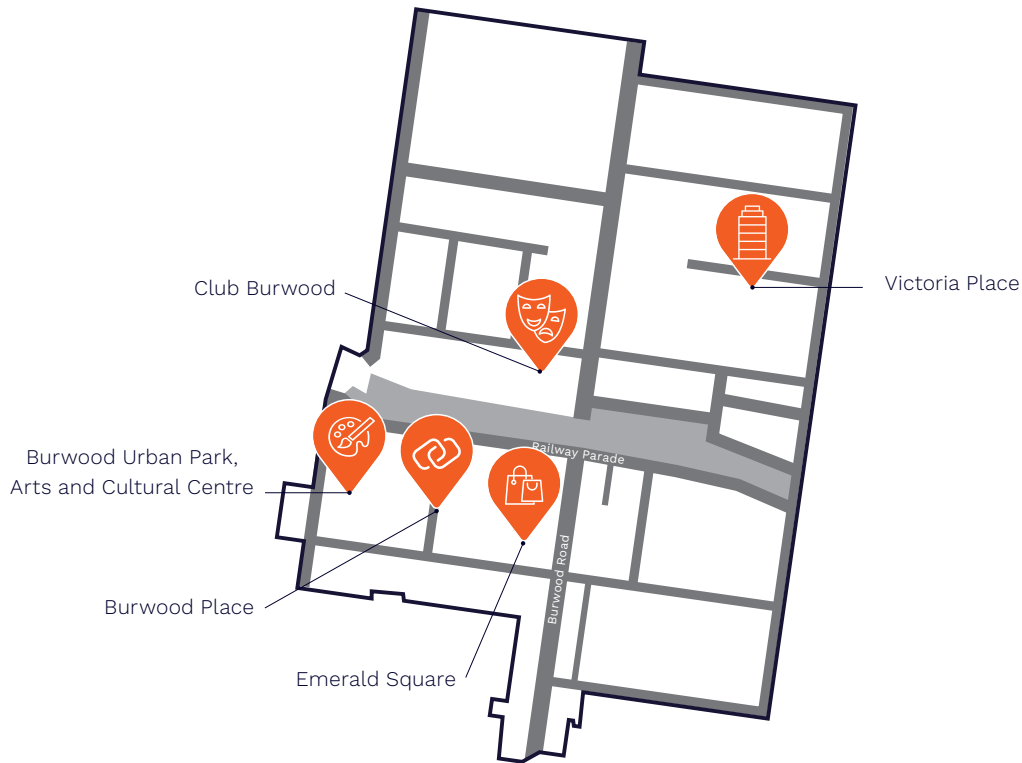 Club Burwood
Victoria Place
Railway Parade
Burwood Urban Park,
Arts and Cultural Centre
Burwood Road
Burwood Place
Emerald Square